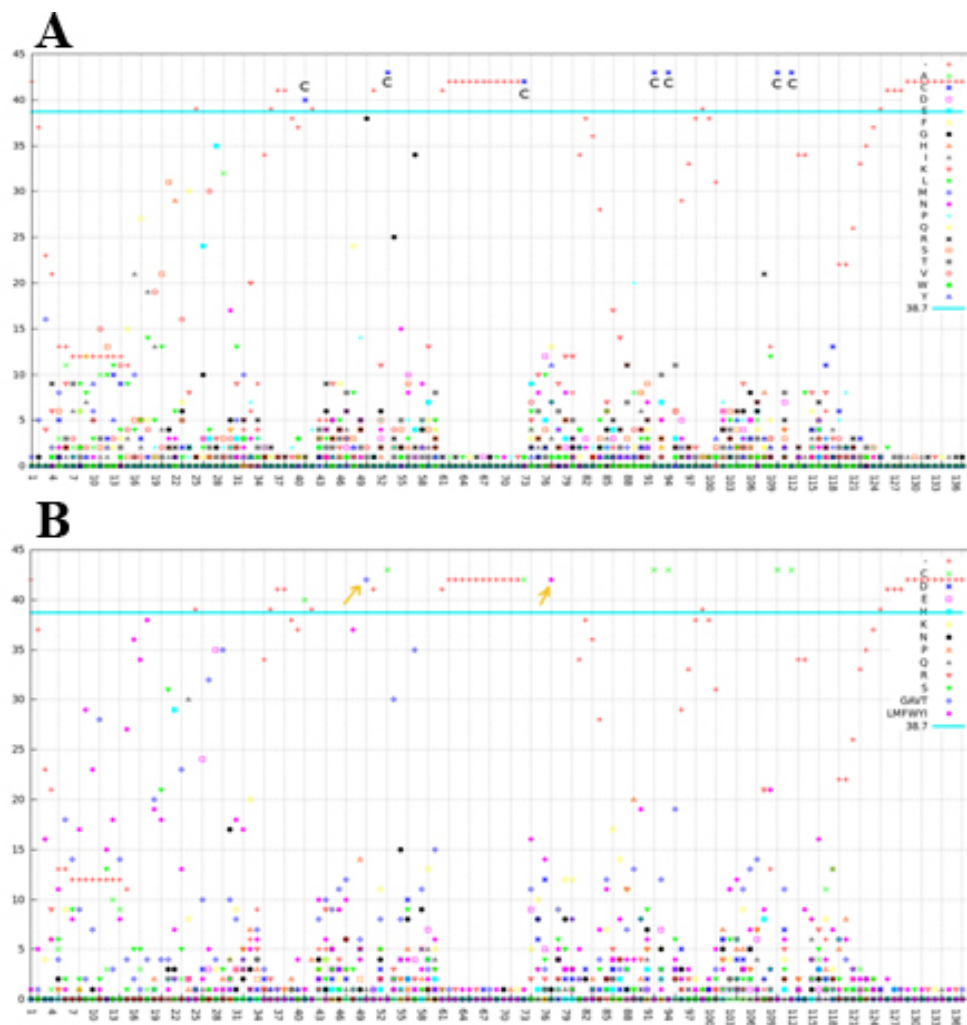 A
45
40
35
30
25
20
15
10
5
0
C
C
C
C C
C C
-
A
C
D
E
F
G
H
I
K
L
M
N
P
Q
R
S
T
V
W
Y
38.7
1 4 7 10 13 16 19 22 25 28 31 34 37 40 43 46 49 52 55 58 61 64 67 70 73 76 79 82 85 88 91 94 97 100 103 106 109 112 115 118 121 124 127 130 133 136
B
45
40
35
30
25
20
15
10
5
0
-
C
D
E
H
K
N
P
Q
R
S
GAVT
LMFWYI
38.7
1 4 7 10 13 16 19 22 25 28 31 34 37 40 43 46 49 52 55 58 61 64 67 70 73 76 79 82 85 88 91 94 97 100 103 106 109 112 115 118 121 124 127 130 133 136